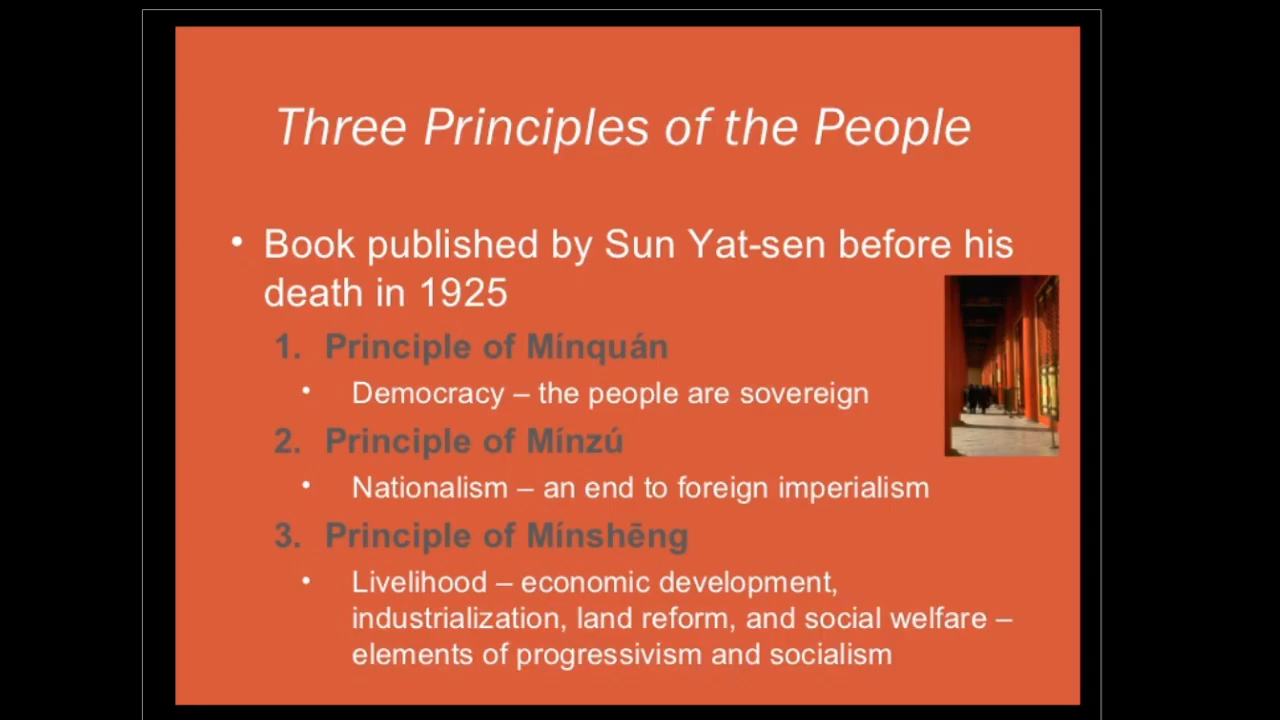 Three Principles of the People
• Book published by Sun Yat-sen before his
death in 1925
1. Principle of Mínquán
• Democracy – the people are sovereign
2. Principle of Mínzú
• Nationalism – an end to foreign imperialism
3. Principle of Mínshēng
• Livelihood – economic development,
industrialization, land reform, and social welfare –
elements of progressivism and socialism